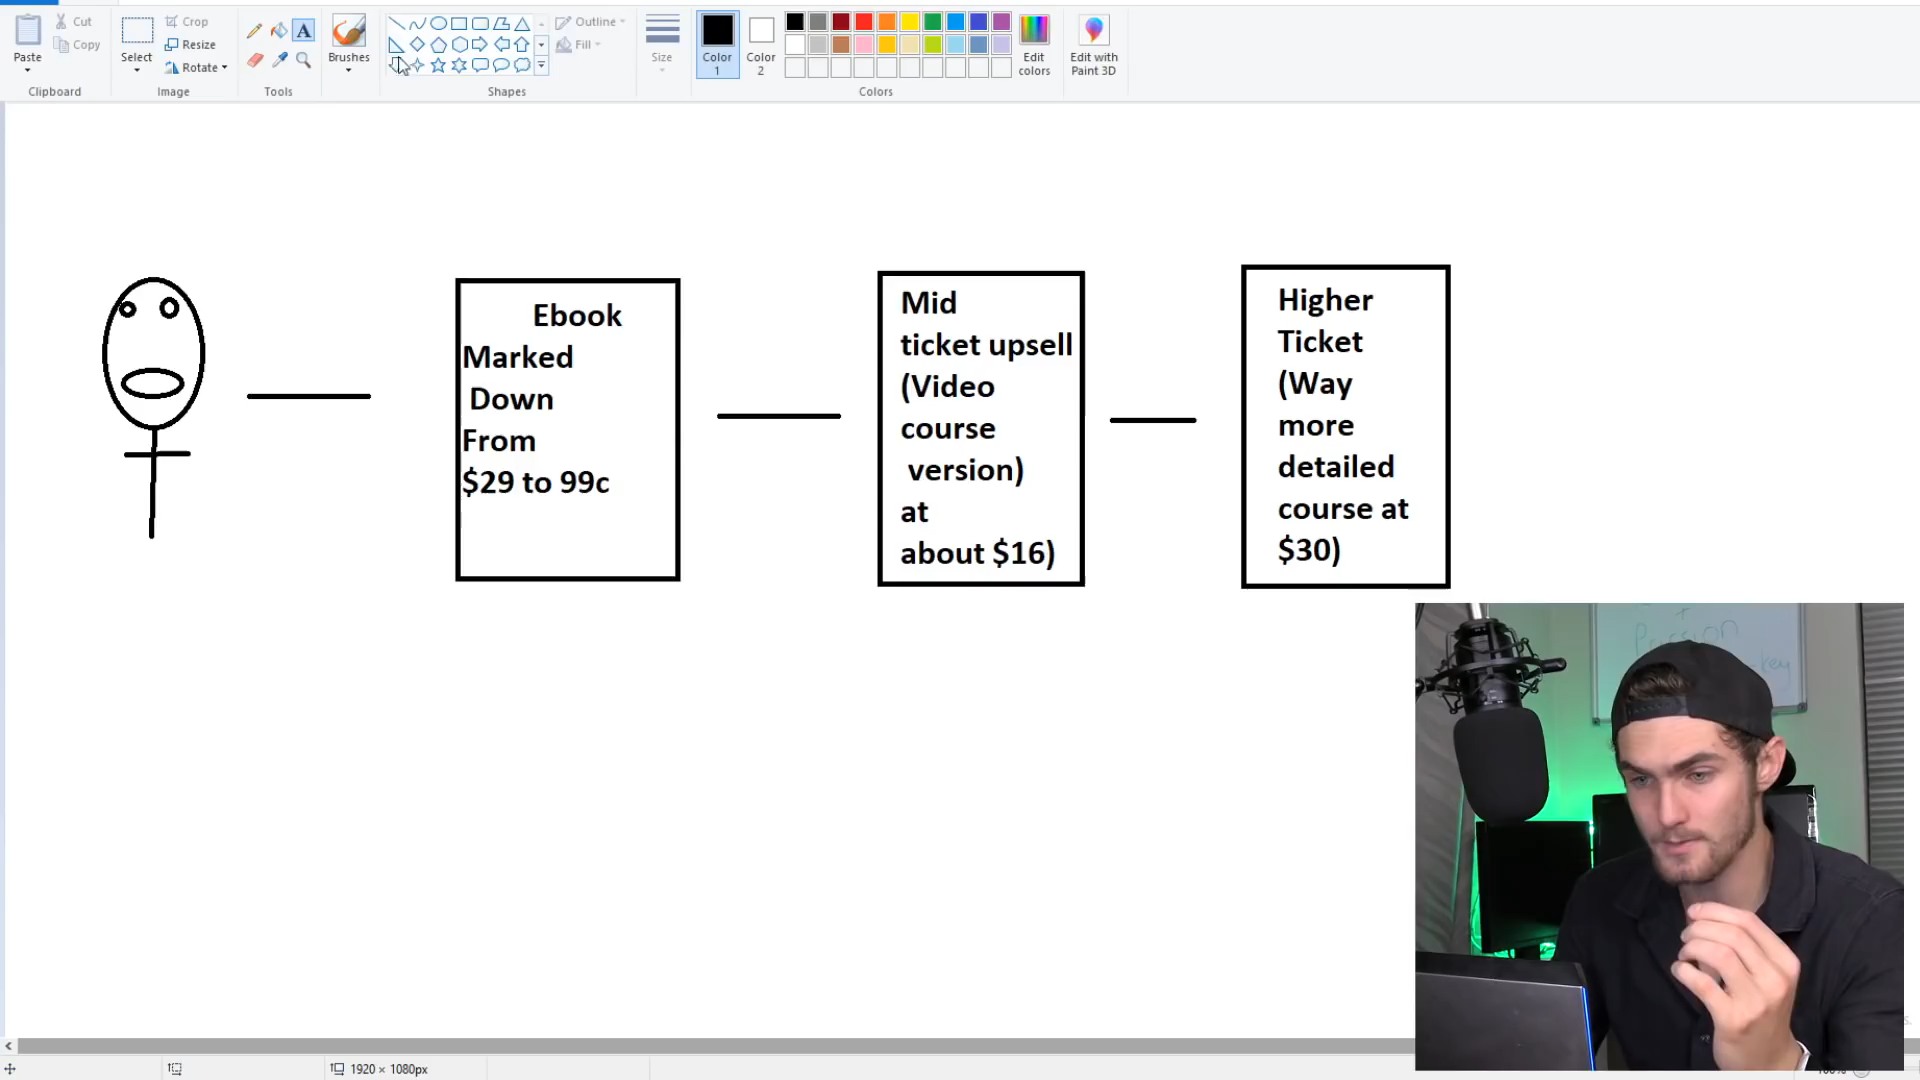 Paste
Cut
Copy
Clipboard
Select
Crop
Resize
Rotate
Image
A
Tools
Brushes
Shapes
Outline
Fill
Size
Color
1
Color
2
Colors
Edit
colors
Edit with
Paint 3D
Ebook
Marked
Down
From
$29 to 99c
Mid
ticket upsell
(Video
course
version)
at
about $16)
Higher
Ticket
(Way
more
detailed
course at
$30)
+
Passion
1920 × 1080px